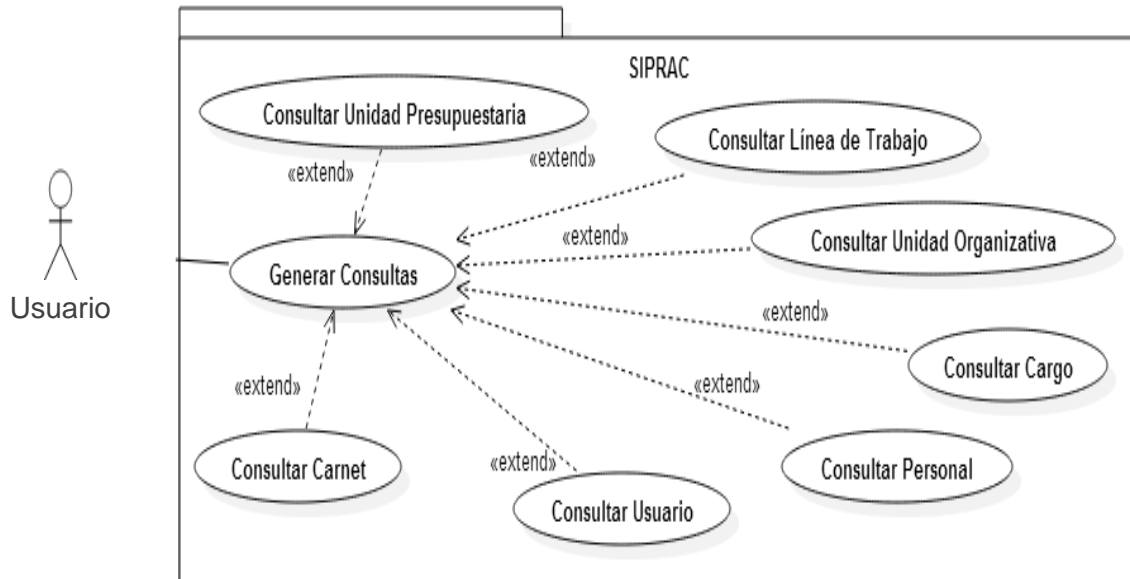 SIPRAC
Consultar Unidad Presupuestaria
Consultar Línea de Trabajo
«extend»
«extend»
Consultar Unidad Organizativa
«extend»
Generar Consultas
Usuario
«extend»
Consultar Cargo
«extend»
«extend»
Consultar Carnet
«extend»
Consultar Personal
Consultar Usuario